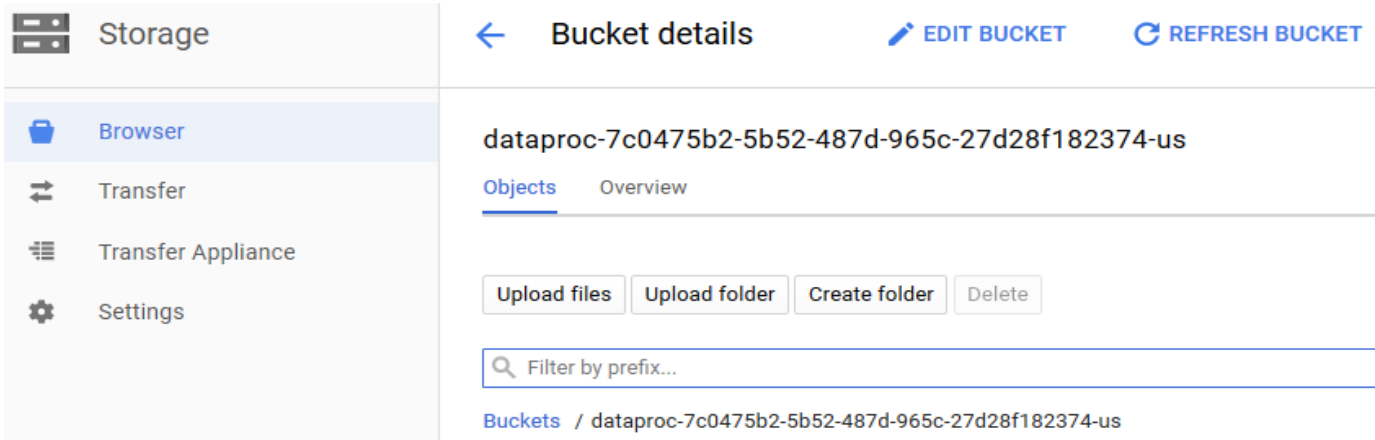 Storage
Bucket details
EDIT BUCKET
REFRESH BUCKET
Browser
Transfer
Transfer Appliance
Settings
dataproc-7c0475b2-5b52-487d-965c-27d28f182374-us
Objects Overview
Upload files Upload folder Create folder Delete
Filter by prefix...
Buckets / dataproc-7c0475b2-5b52-487d-965c-27d28f182374-us